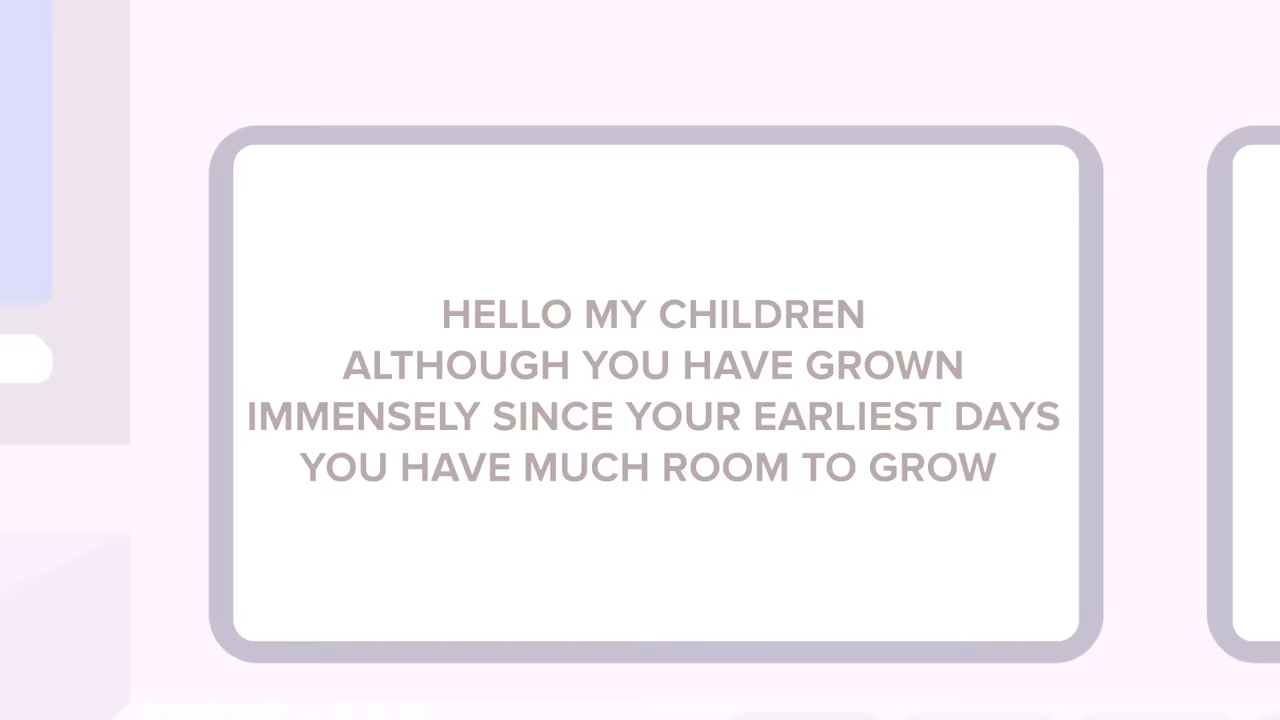 HELLO MY CHILDREN
ALTHOUGH YOU HAVE GROWN
IMMENSELY SINCE YOUR EARLIEST DAYS
YOU HAVE MUCH ROOM TO GROW